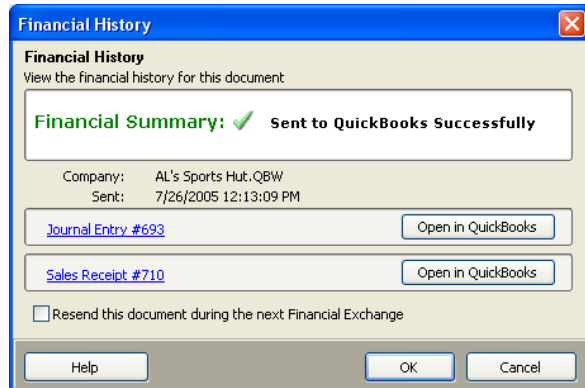 Financial History
Financial History
View the financial history for this document
Financial Summary: Sent to QuickBooks Successfully
Company: AL's Sports Hut.QBW
Sent: 7/26/2005 12:13:09 PM
Journal Entry #693 Open in QuickBooks
Sales Receipt #710 Open in QuickBooks
Resend this document during the next Financial Exchange
Help OK Cancel